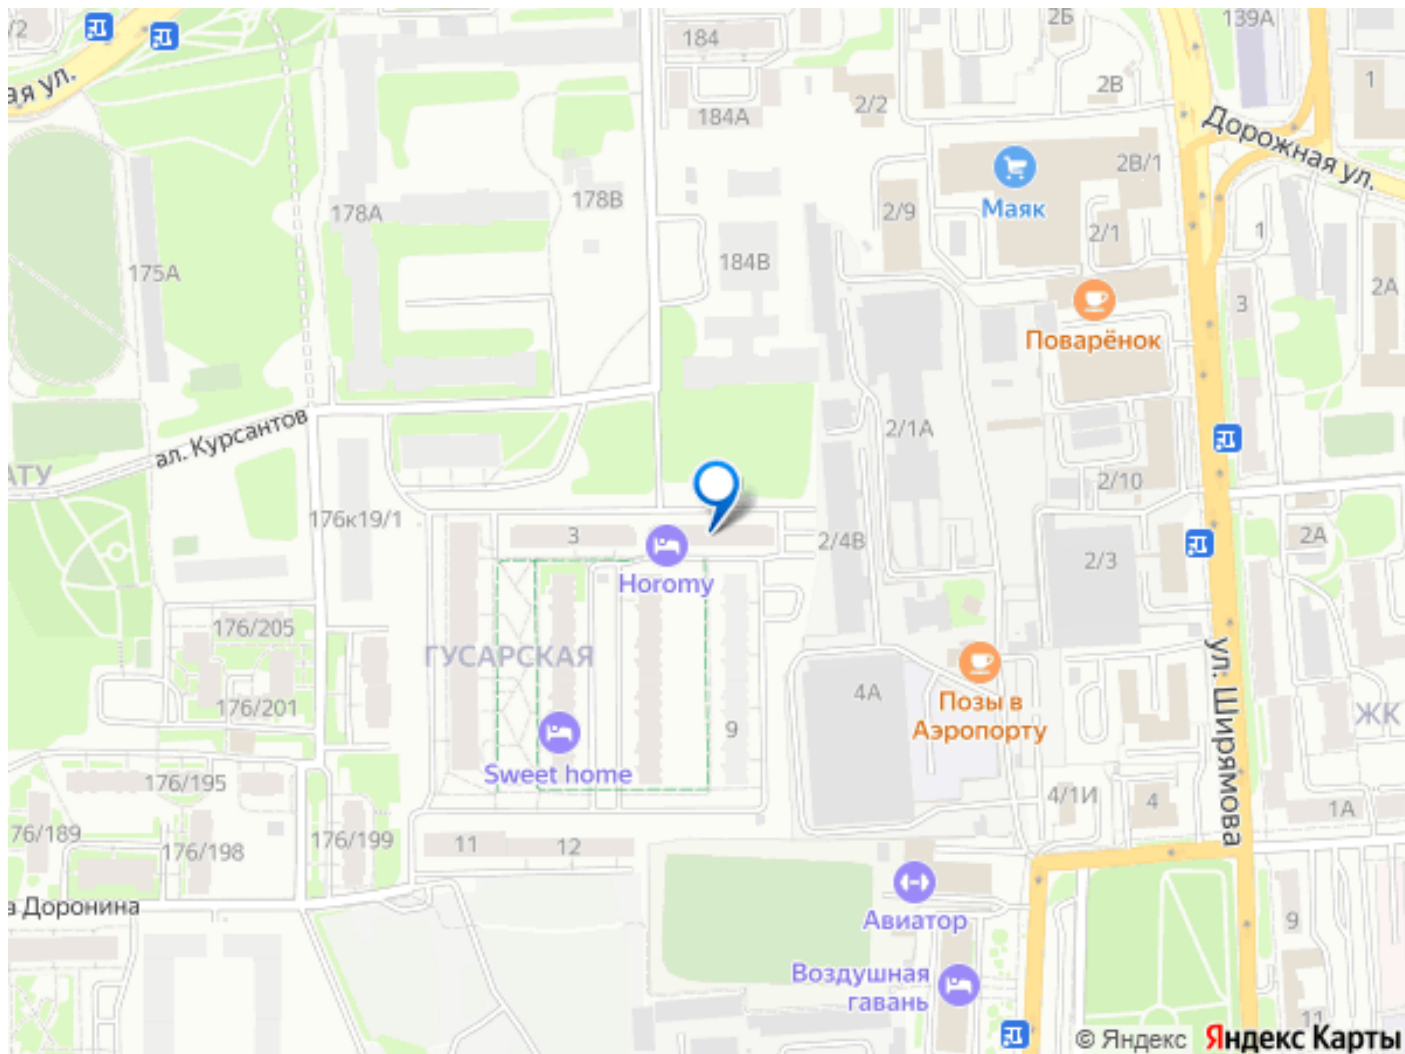 /2
ая ул.
184
184А
2Б
139А
1
2В
2/2
Дорожная ул.
2В/1
Маяк
2/9
2/1
1
178А
178В
175А
184В
2А
3
Поварёнок
ал. Курсантов
2/1А
АТУ
2/10
176к19/1
3
2/4В
2А
2/3
Horomy
176/205
ГУСАРСКАЯ
ул. Ширямова
176/201
4А
Позы в
Аэропорту
ЖК
9
Sweet home
176/195
4/1И
4
1А
76/189
176/198
176/199
11
12
а Доронина
Авиатор
9
Воздушная
гавань
11
© Яндекс Яндекс Карты